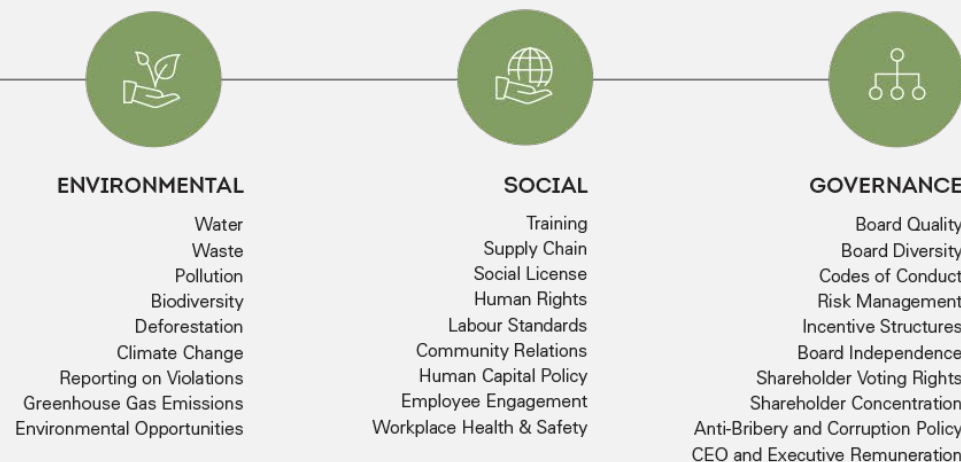 ENVIRONMENTAL
Water
Waste
Pollution
Biodiversity
Deforestation
Climate Change
Reporting on Violations
Greenhouse Gas Emissions
Environmental Opportunities
SOCIAL
Training
Supply Chain
Social License
Human Rights
Labour Standards
Community Relations
Human Capital Policy
Employee Engagement
Workplace Health & Safety
GOVERNANCE
Board Quality
Board Diversity
Codes of Conduct
Risk Management
Incentive Structures
Board Independence
Shareholder Voting Rights
Shareholder Concentration
Anti-Bribery and Corruption Policy
CEO and Executive Remuneration